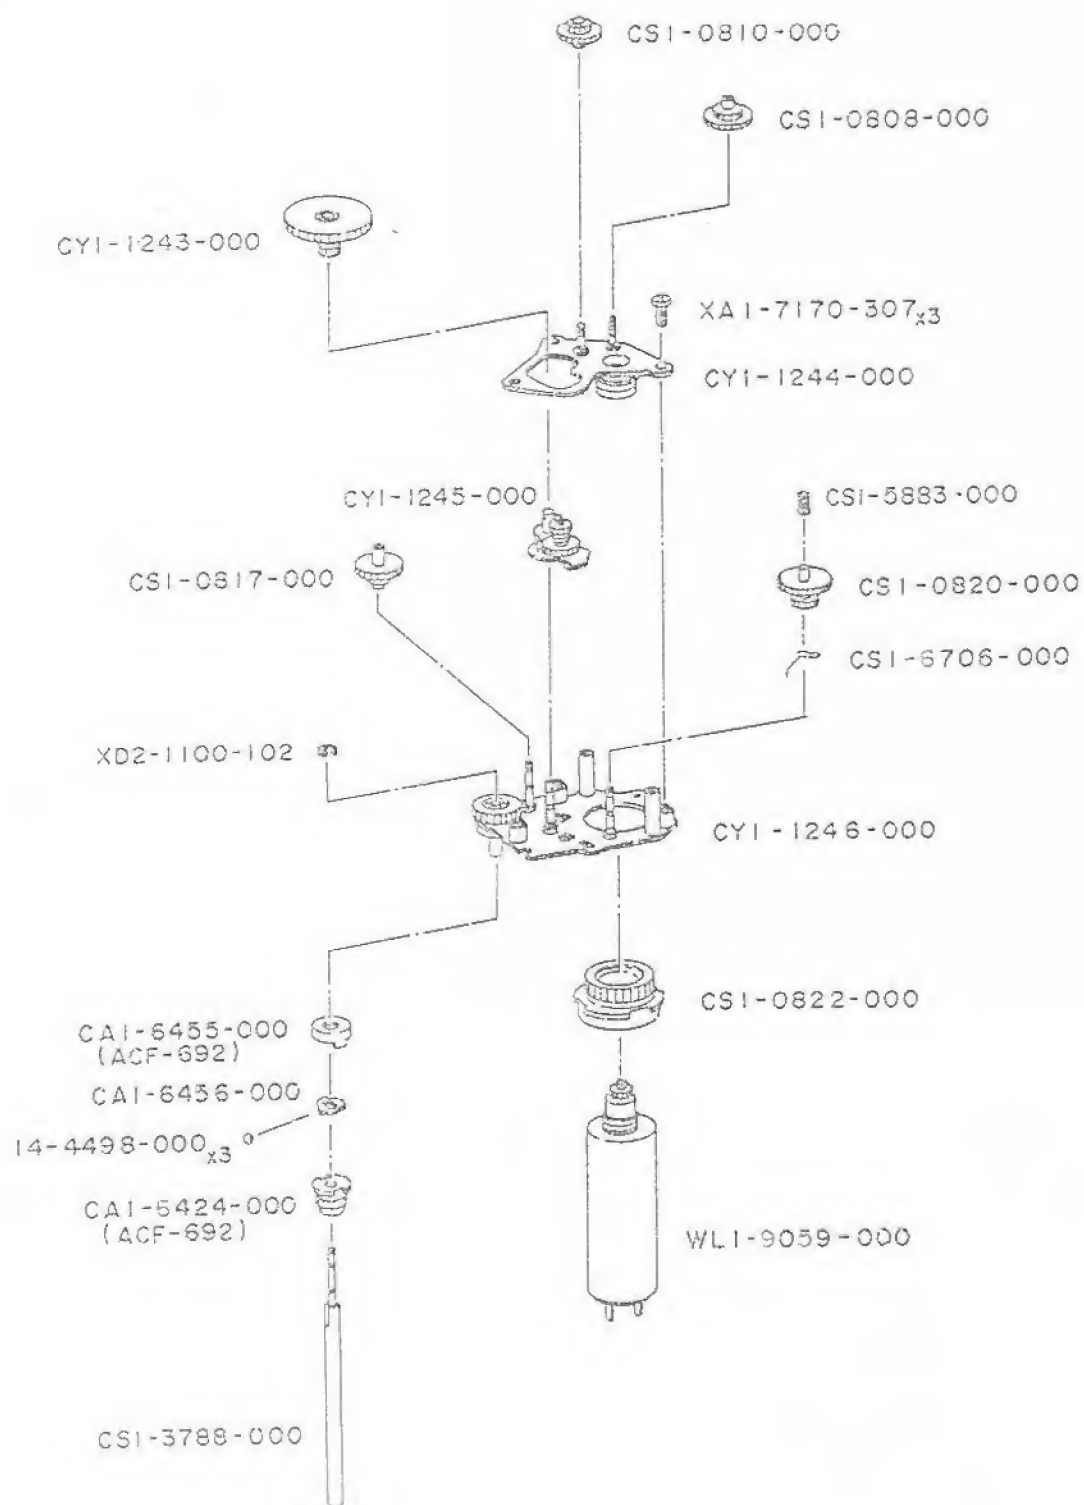 CS1-0810-000
CS1-0808-000
CY1-1243-000
XA1-7170-307x3
CY1-1244-000
CY1-1245-000
CS1-5883-000
CS1-0817-000
CS1-0820-000
CS1-6706-000
XD2-1100-102
CY1-1246-000
CS1-0822-000
CA1-6455-000
(ACF-692)
CA1-6456-000
14-4498-000x3
CA1-6424-000
(ACF-692)
WL1-9059-000
CS1-3788-000